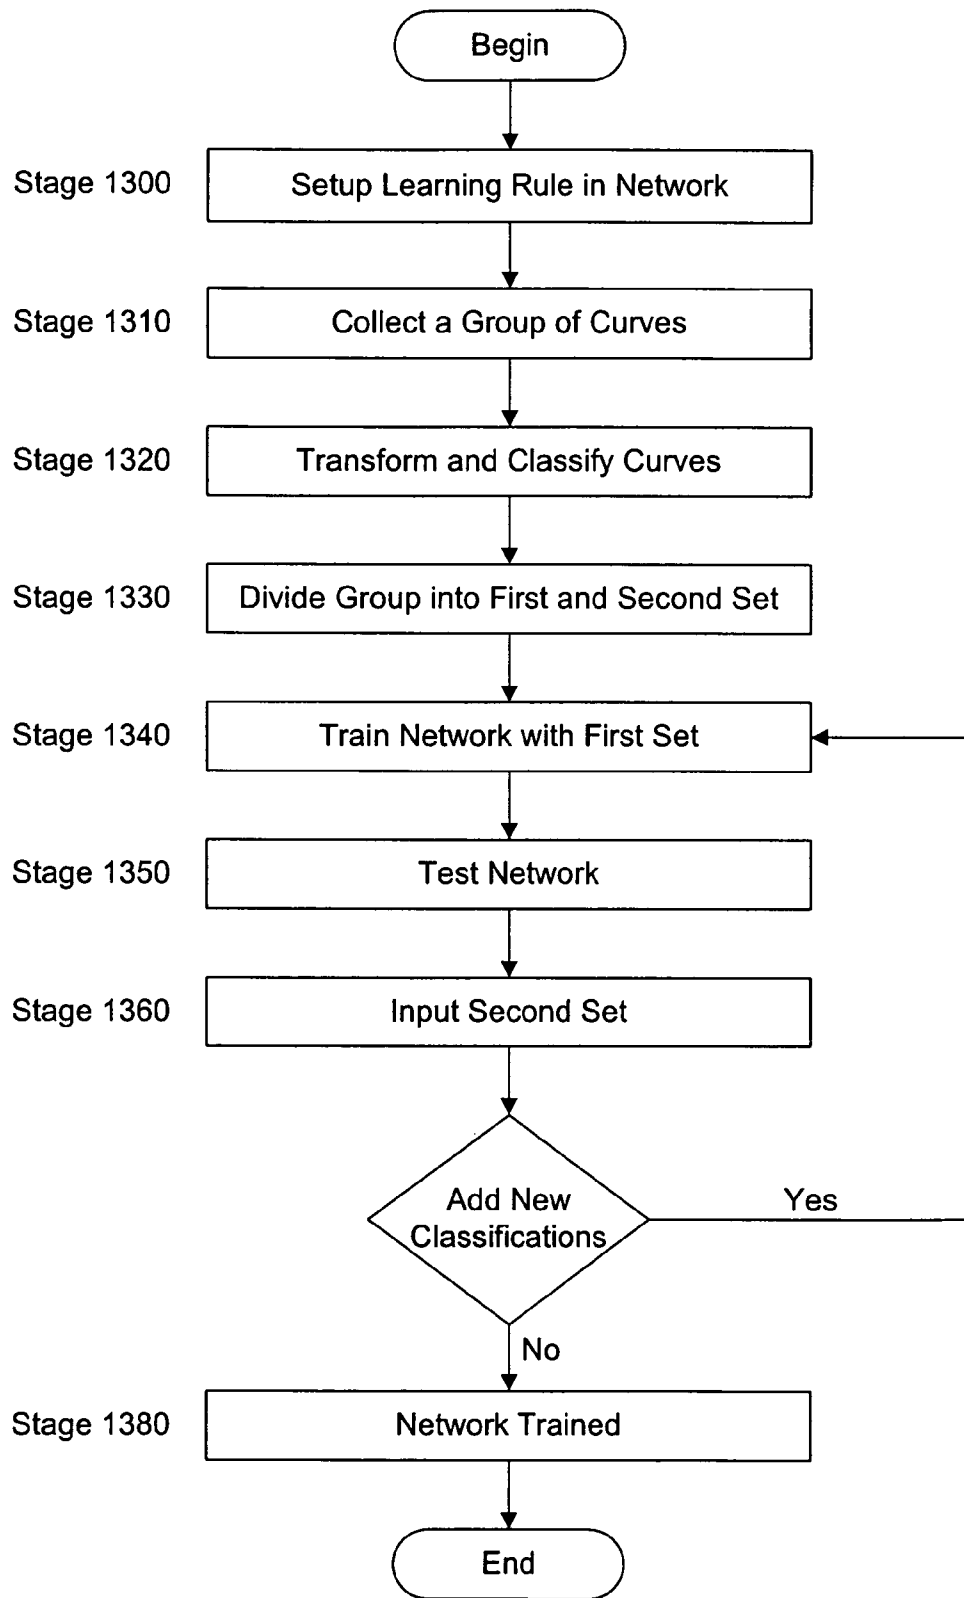 Begin
Stage 1300
Setup Learning Rule in Network
Stage 1310
Collect a Group of Curves
Stage 1320
Transform and Classify Curves
Stage 1330
Divide Group into First and Second Set
Stage 1340
Train Network with First Set
Stage 1350
Test Network
Stage 1360
Input Second Set
Add New
Classifications
Yes
No
Stage 1380
Network Trained
End